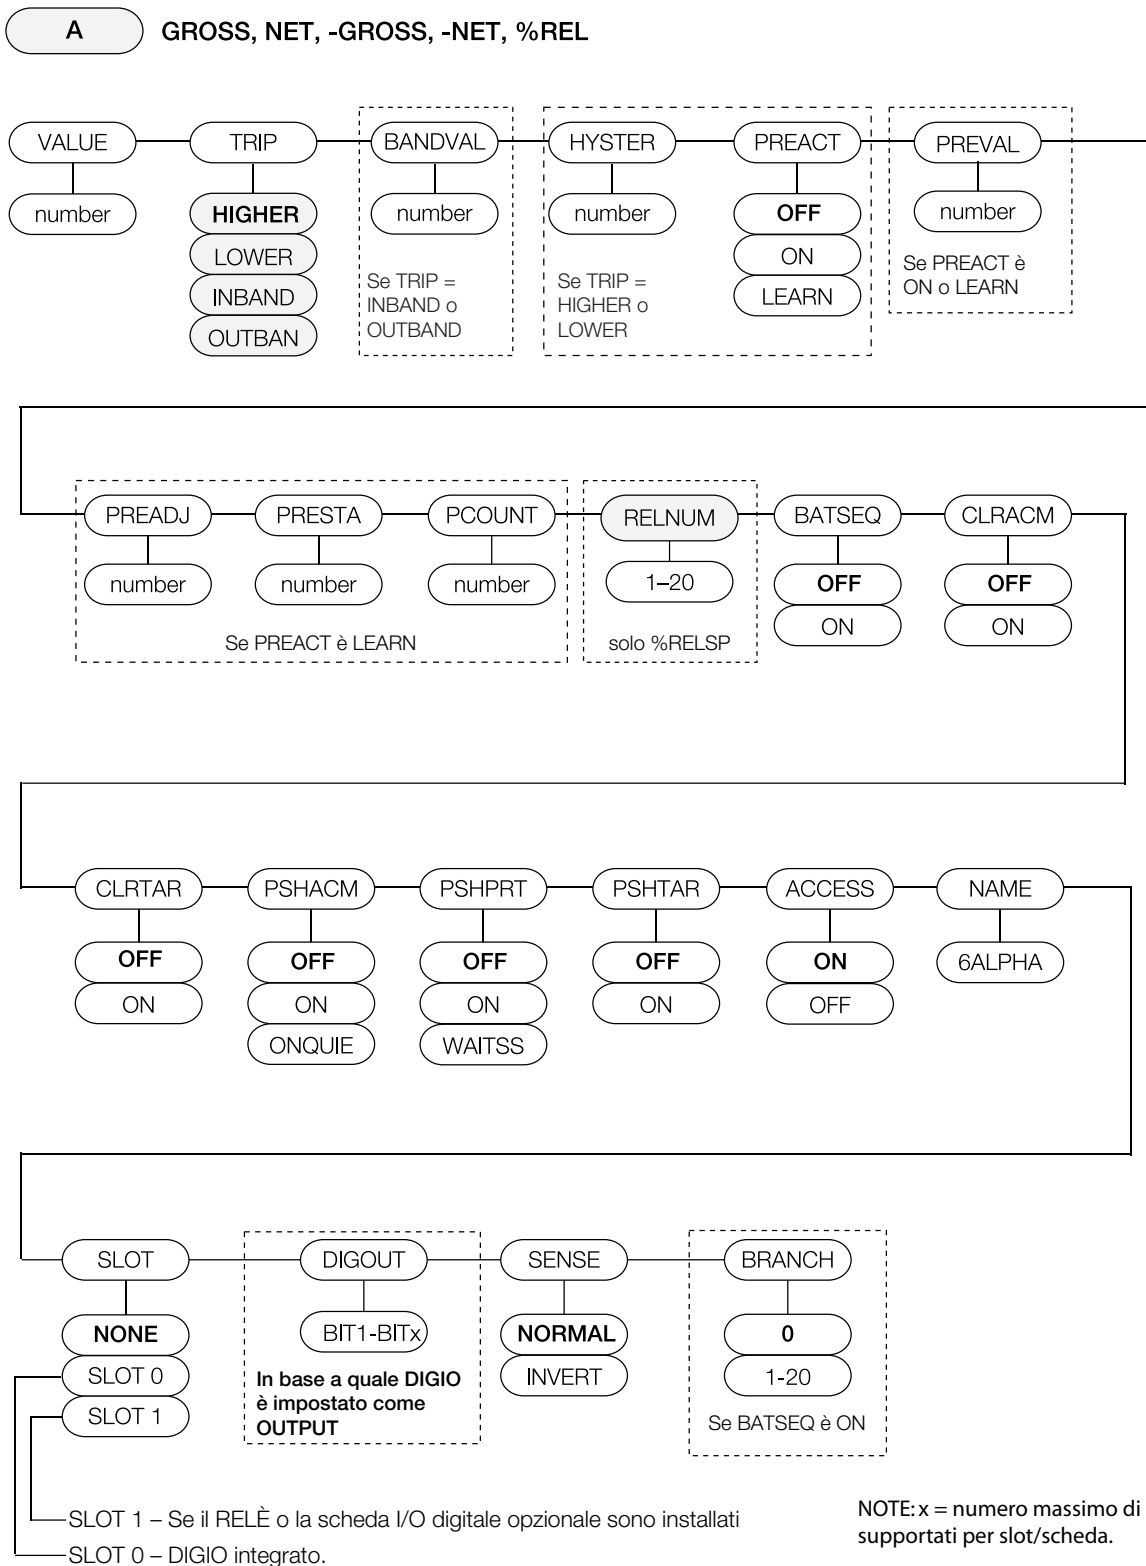 A GROSS, NET, -GROSS, -NET, %REL
VALUE TRIP BANDVAL HYSTER PREACT PREVAL
number HIGHER number number OFF number
LOWER ON
INBAND LEARN
OUTBAN
Se TRIP =
INBAND o
OUTBAND
Se TRIP =
HIGHER o
LOWER
Se PREACT è
ON o LEARN
PREADJ PRESTA PCOUNT RELNUM BATSEQ CLRACM
number number number 1–20 OFF OFF
ON ON
Se PREACT è LEARN solo %RELSP
CLRTAR PSHACM PSHPRT PSHTAR ACCESS NAME
OFF OFF OFF OFF ON 6ALPHA
ON ON ON ON OFF
ONQUIE WAITSS
SLOT DIGOUT SENSE BRANCH
NONE BIT1-BITx NORMAL 0
SLOT 0 INVERT 1-20
SLOT 1
In base a quale DIGIO
è impostato come
OUTPUT
Se BATSEQ è ON
SLOT 1 – Se il RELÈ o la scheda I/O digitale opzionale sono installati
SLOT 0 – DIGIO integrato.
NOTE: x = numero massimo di
supportati per slot/scheda.